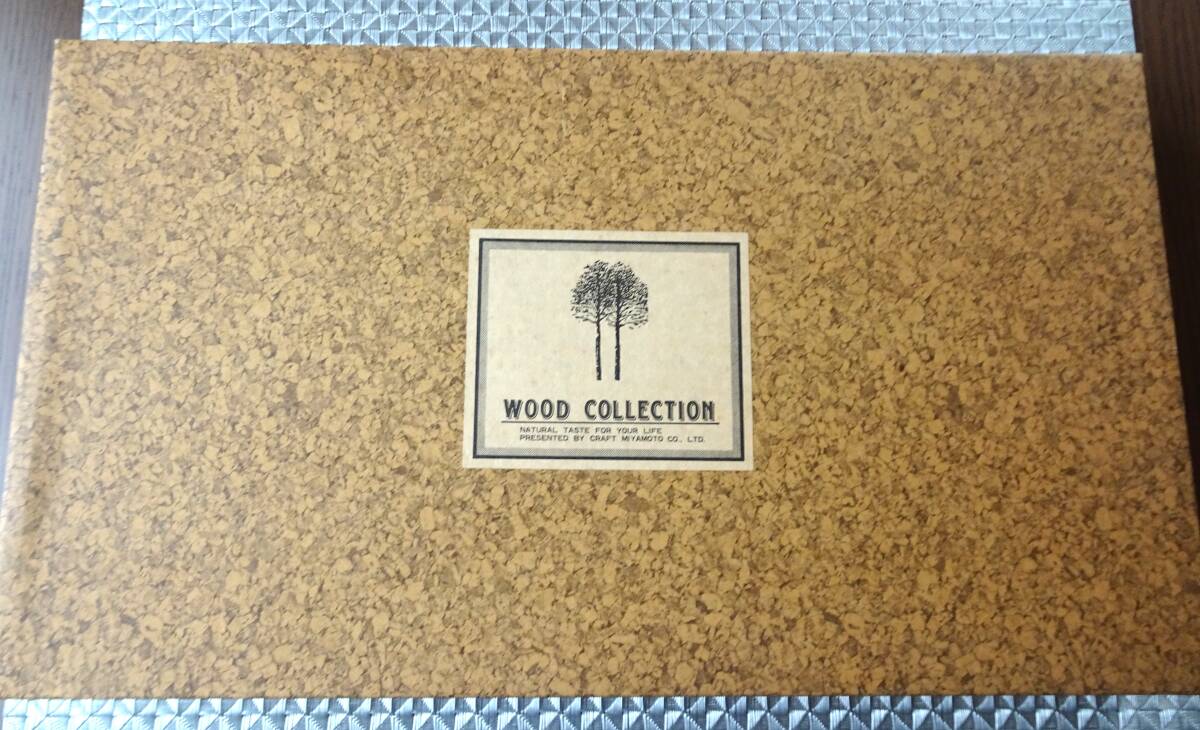 WOOD COLLECTION
NATURAL TASTE FOR YOUR LIFE
PRESENTED BY CRAFT MIYAMOTO CO., LTD.